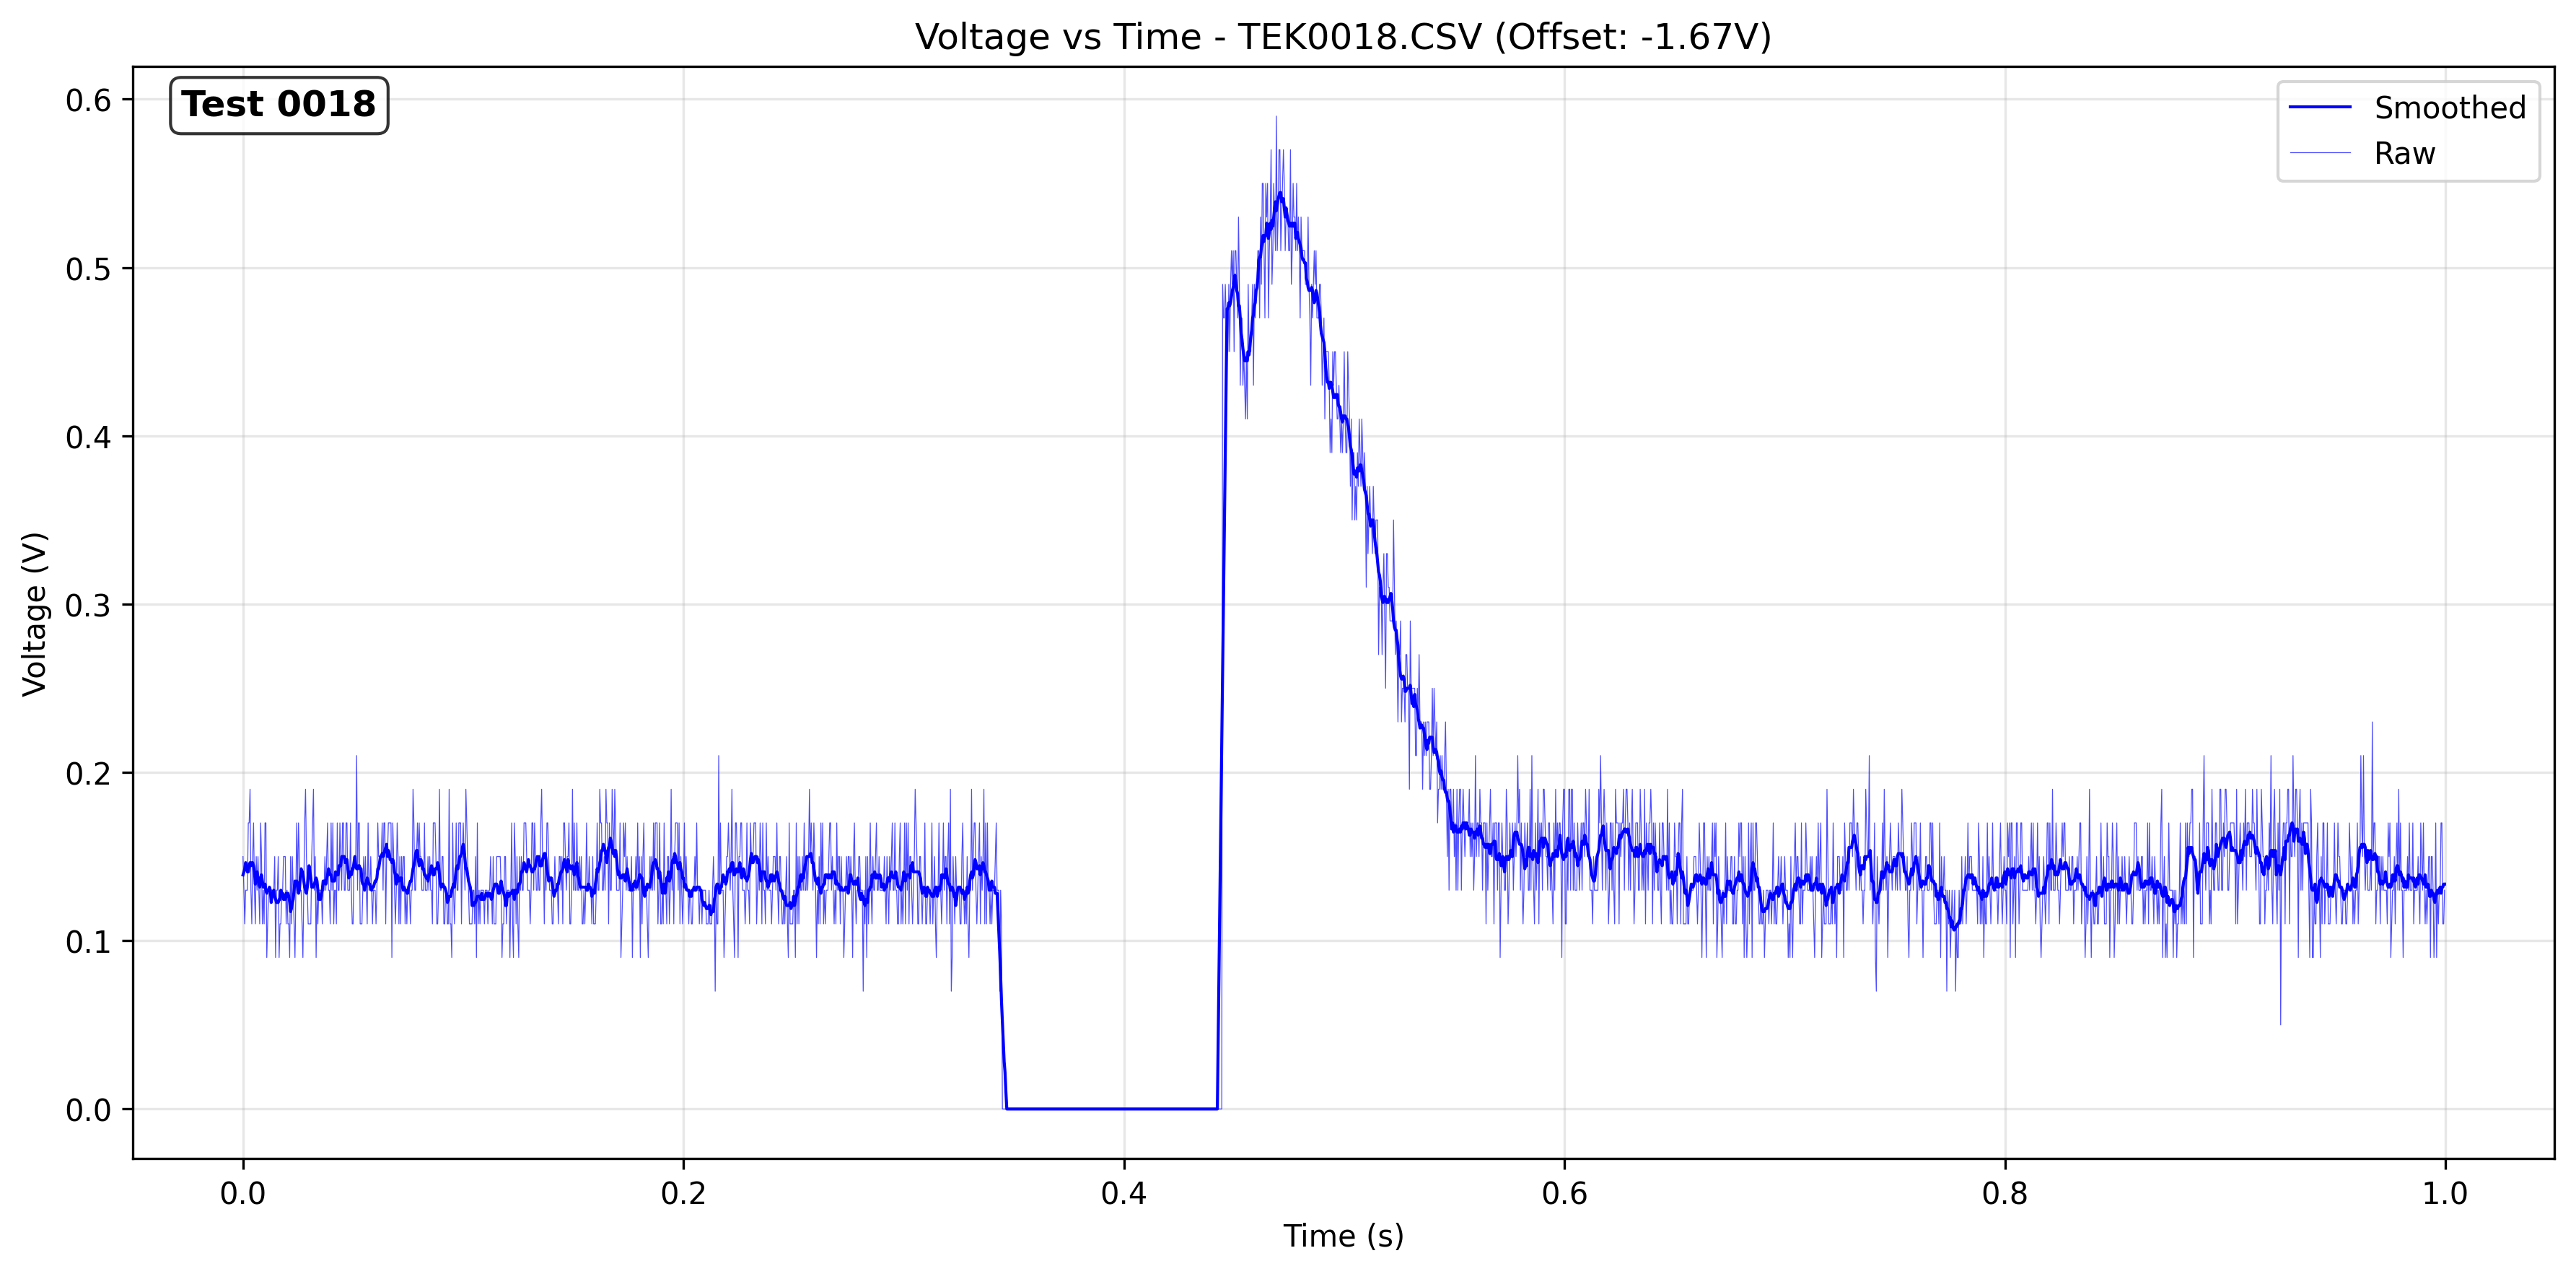 Voltage vs Time - TEK0018.CSV (Offset: -1.67V)
Test 0018
Smoothed
Raw
Voltage (V)
0.6
0.5
0.4
0.3
0.2
0.1
0.0
0.0 0.2 0.4 0.6 0.8 1.0
Time (s)